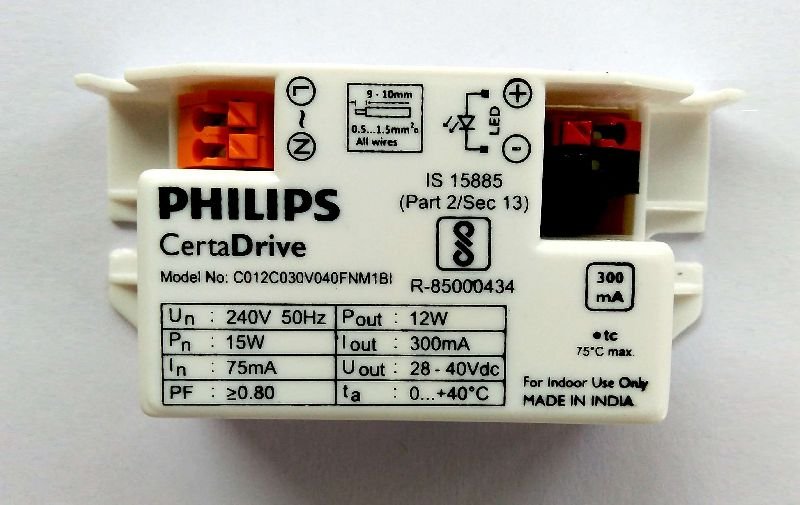 L
~
N
9 - 10mm
0.5...1.5mm²
All wires
LED
+
-
PHILIPS
CertaDrive
Model No: C012C030V040FNM1BI
IS 15885
(Part 2/Sec 13)
R-85000434
300
mA
•tc
75°C max.
Un : 240V 50Hz Pout : 12W
Pn : 15W Iout : 300mA
In : 75mA Uout : 28 - 40Vdc
PF : ≥0.80 ta : 0...+40°C
For Indoor Use Only
MADE IN INDIA